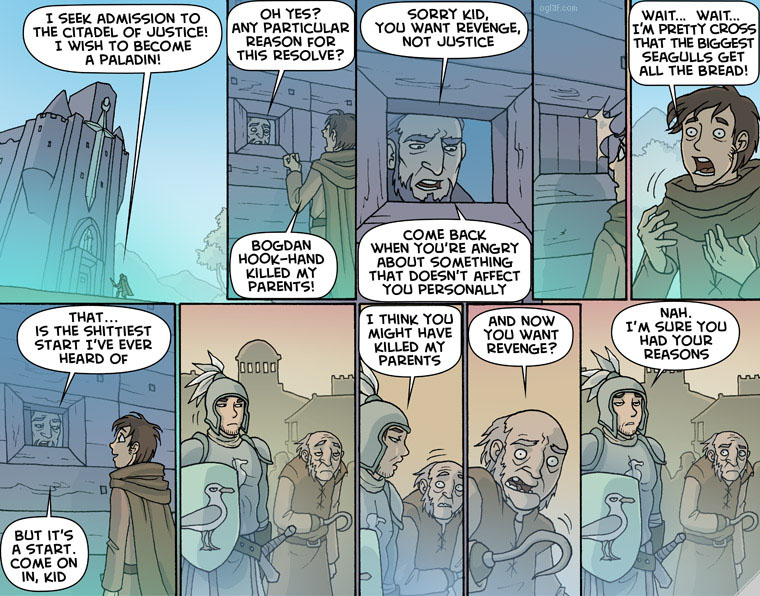 I SEEK ADMISSION TO
THE CITADEL OF JUSTICE!
I WISH TO BECOME
A PALADIN!
OH YES?
ANY PARTICULAR
REASON FOR
THIS RESOLVE?
BOGDAN
HOOK-HAND
KILLED MY
PARENTS!
SORRY KID,
YOU WANT REVENGE,
NOT JUSTICE
COME BACK
WHEN YOU'RE ANGRY
ABOUT SOMETHING
THAT DOESN'T AFFECT
YOU PERSONALLY
oglaf.com
WAIT... WAIT...
I'M PRETTY CROSS
THAT THE BIGGEST
SEAGULLS GET
ALL THE BREAD!
THAT...
IS THE SHITTIEST
START I'VE EVER
HEARD OF
BUT IT'S
A START.
COME ON
IN, KID
I THINK YOU
MIGHT HAVE
KILLED MY
PARENTS
AND NOW
YOU WANT
REVENGE?
NAH.
I'M SURE YOU
HAD YOUR
REASONS